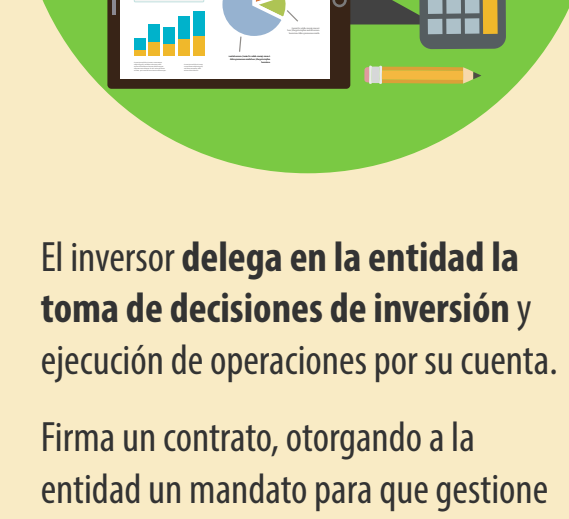 El inversor delega en la entidad la
toma de decisiones de inversión y
ejecución de operaciones por su cuenta.
Firma un contrato, otorgando a la
entidad un mandato para que gestione